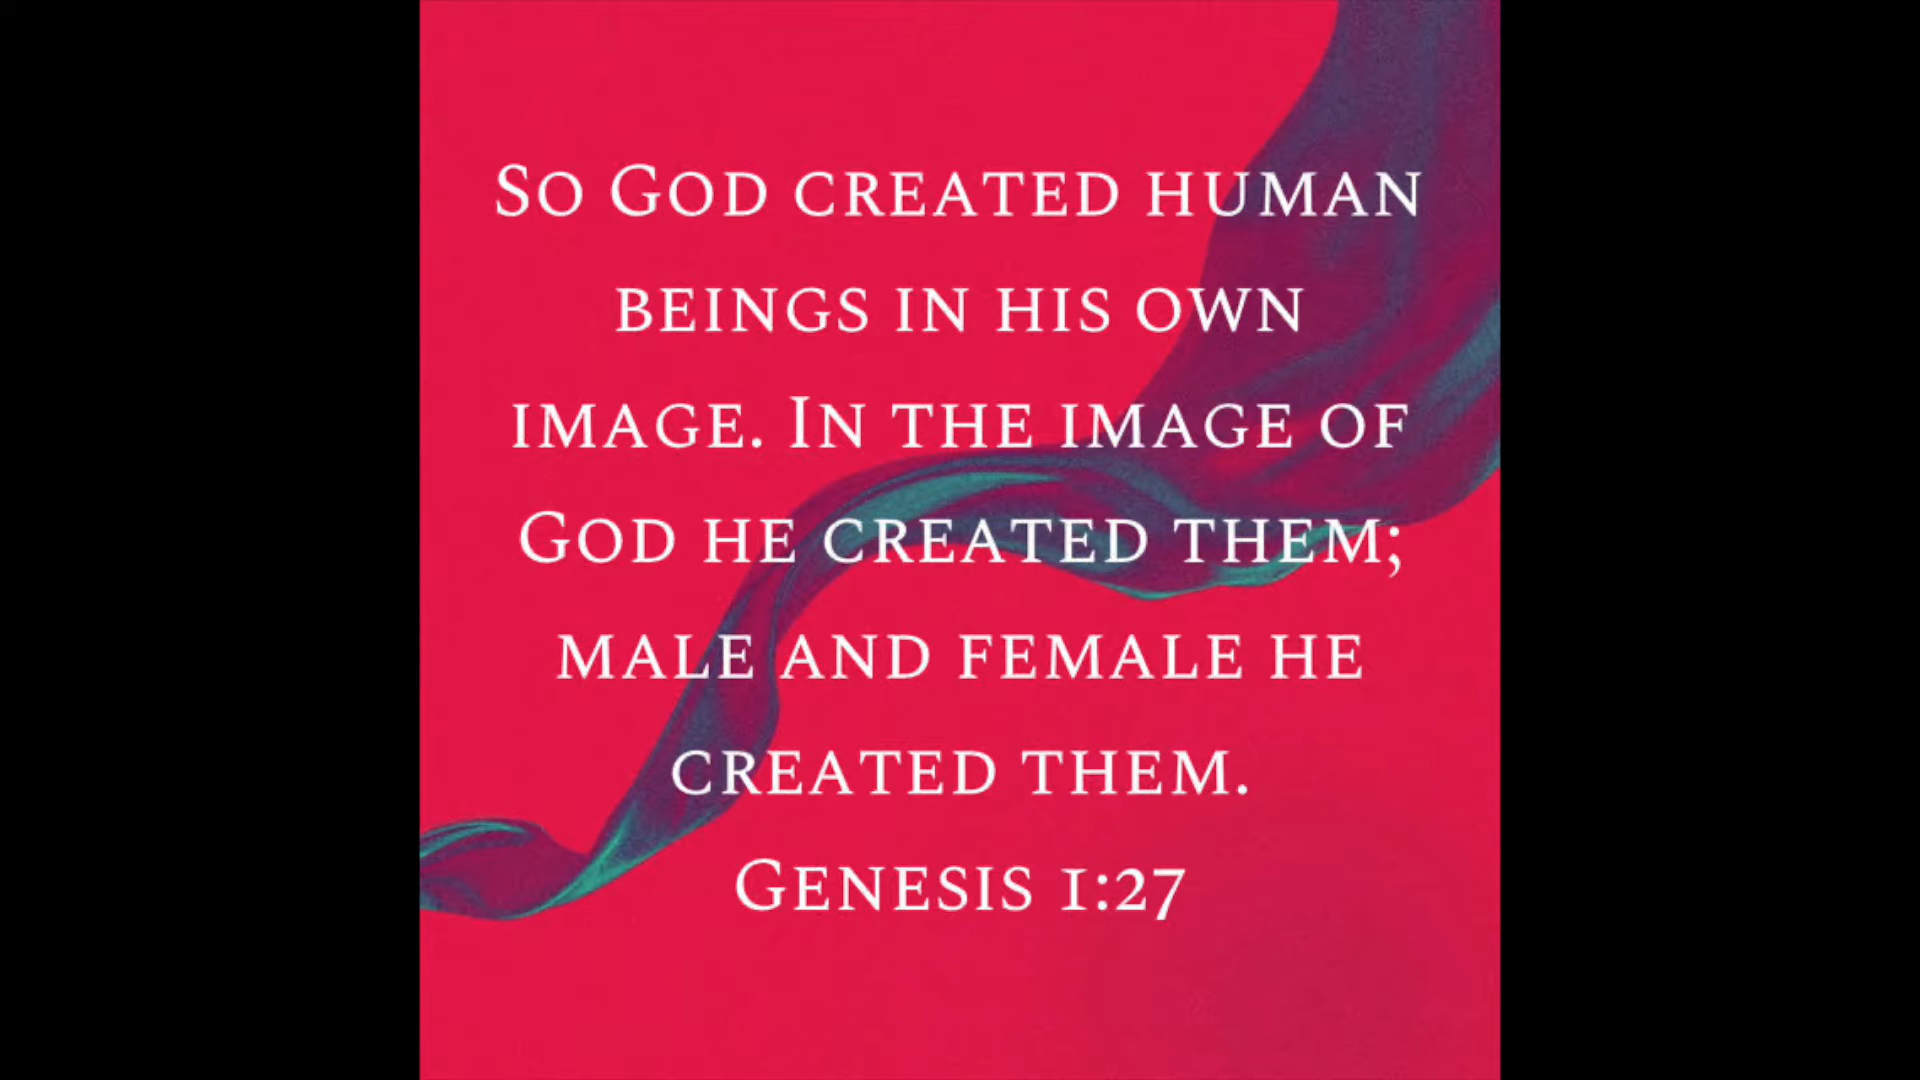 So God created human
beings in his own
image. In the image of
God he created them;
male and female he
created them.
Genesis 1:27